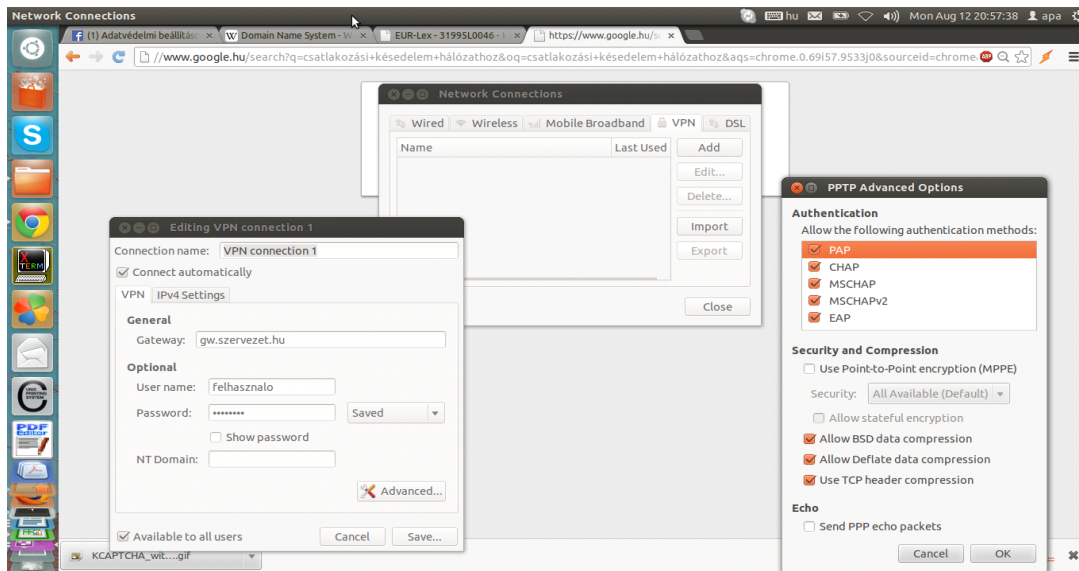 Network Connections
hu
Mon Aug 12 20:57:38
apa
(1) Adatvédelmi beállítás
Domain Name System - W
EUR-Lex - 31995L0046 -
https://www.google.hu/s
//www.google.hu/search?q=csatlakozási+késedelem+hálózathoz&oq=csatlakozási+késedelem+hálózathoz&aqs=chrome.0.69i57.9533j0&sourceid=chrome
Network Connections
Wired
Wireless
Mobile Broadband
VPN
DSL
Name
Last Used
Add
Edit...
Delete...
Import
Export
Close
Editing VPN connection 1
Connection name:
VPN connection 1
Connect automatically
VPN
IPv4 Settings
General
Gateway:
gw.szervezet.hu
Optional
User name:
felhasznalo
Password:
••••••••
Saved
Show password
NT Domain:
Advanced...
Available to all users
Cancel
Save...
PPTP Advanced Options
Authentication
Allow the following authentication methods:
PAP
CHAP
MSCHAP
MSCHAPv2
EAP
Security and Compression
Use Point-to-Point encryption (MPPE)
Security:
All Available (Default)
Allow stateful encryption
Allow BSD data compression
Allow Deflate data compression
Use TCP header compression
Echo
Send PPP echo packets
Cancel
OK
S
X
TERM
UNIX
PRINTING
SYSTEM
PDF
Editor
KCAPTCHA_wit....gif